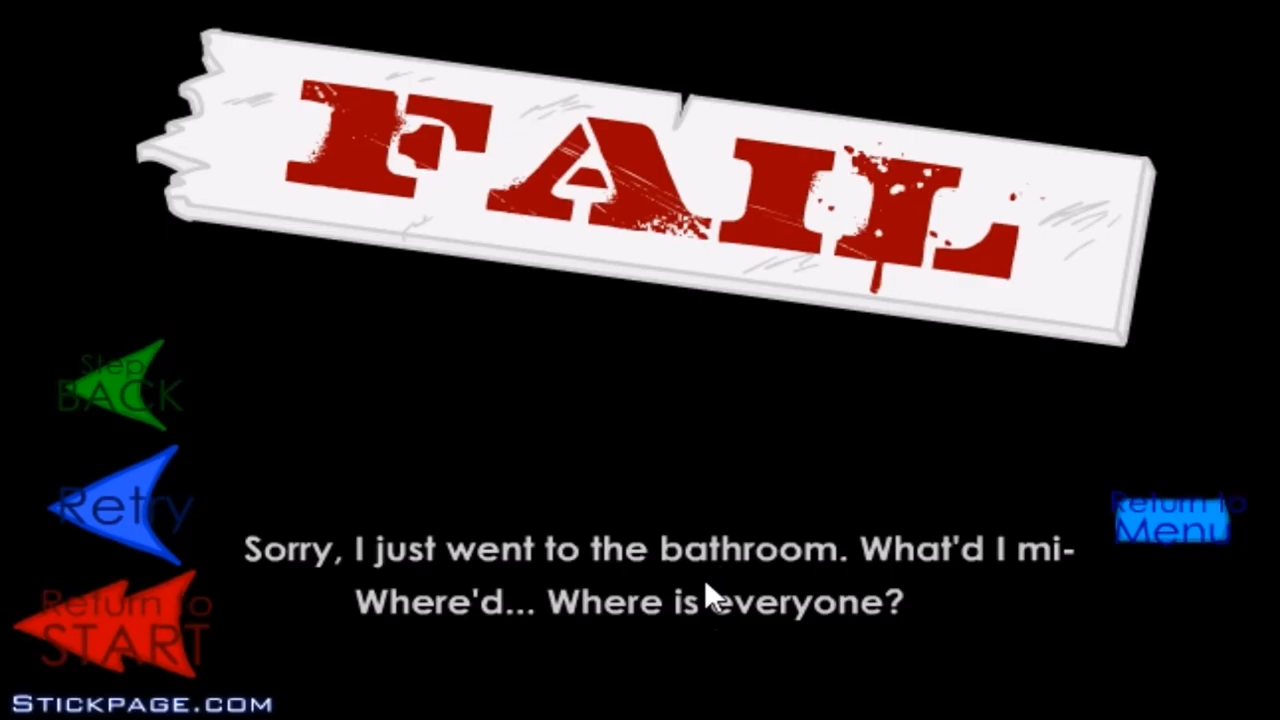 FAIL
Step
BACK
Retry
Return to
START
Return to
Menu
Sorry, I just went to the bathroom. What'd I mi-
Where'd... Where is everyone?
STICKPAGE.COM